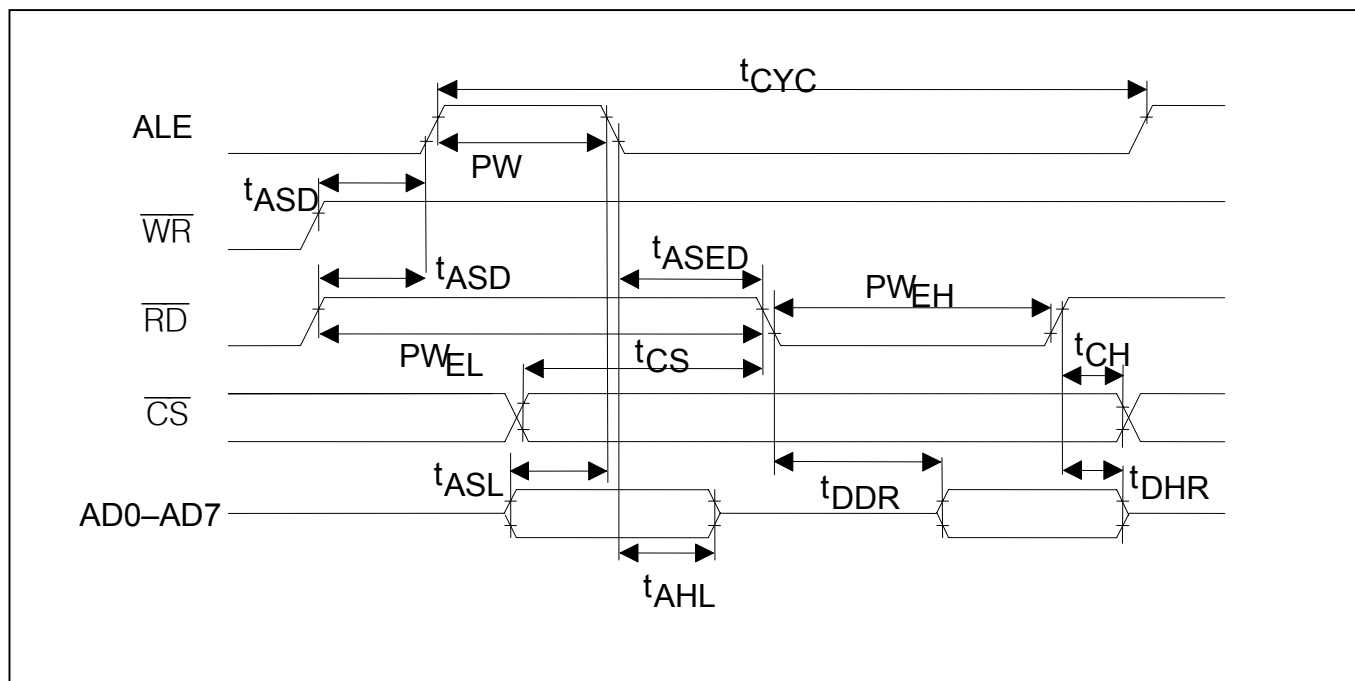 tCYC
ALE
PW
tASD
WR
tASED
tASD
PWEH
RD
PWEL
tCS
tCH
CS
tASL
tDDR
tDHR
AD0–AD7
tAHL